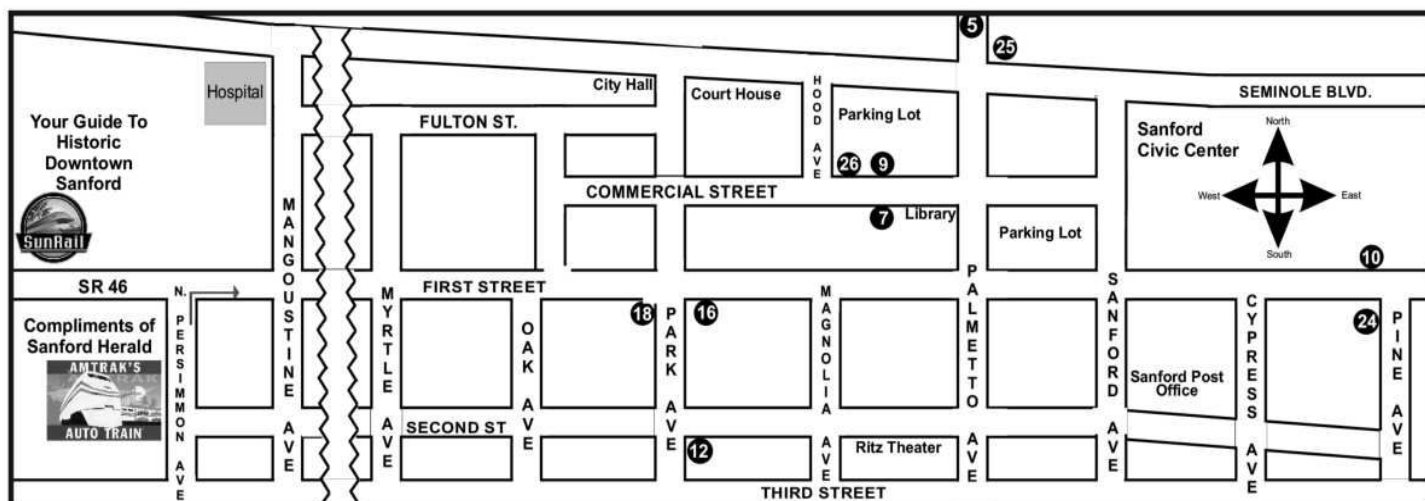 5
25
Hospital
City Hall
Court House
HOOD AVE
Parking Lot
SEMINOLE BLVD.
Your Guide To
Historic
Downtown
Sanford
FULTON ST.
26
9
Sanford
Civic Center
North
West
East
South
COMMERCIAL STREET
SunRail
7
Library
Parking Lot
10
SR 46
FIRST STREET
N. PERSIMMON AVE
MANGOUSTINE AVE
MYRTLE AVE
OAK AVE
PARK AVE
MAGNOLIA AVE
PALMETTO AVE
SANFORD AVE
CYPRESS AVE
PINE AVE
Compliments of
Sanford Herald
18
16
24
AMTRAK'S
AUTO TRAIN
Sanford Post
Office
SECOND ST
12
Ritz Theater
THIRD STREET